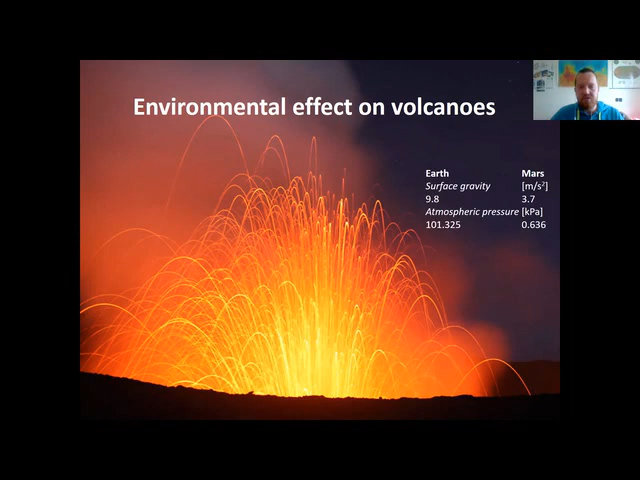 Environmental effect on volcanoes
Earth Mars
Surface gravity [m/s²]
9.8 3.7
Atmospheric pressure [kPa]
101.325 0.636